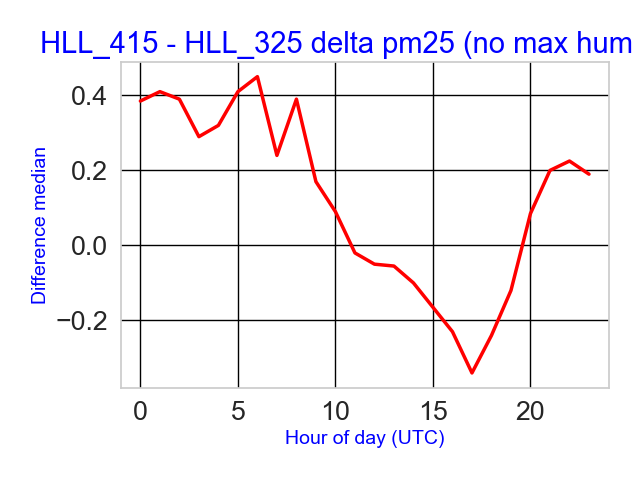 HLL_415 - HLL_325 delta pm25 (no max hum
0.4
0.2
0.0
−0.2
Difference median
0 5 10 15 20
Hour of day (UTC)